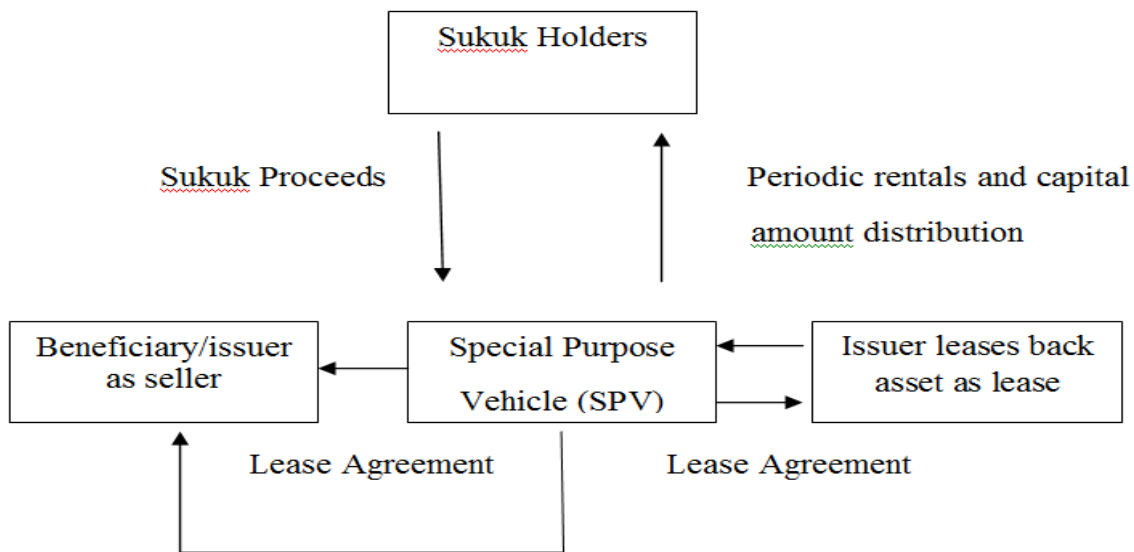 Sukuk Holders
Sukuk Proceeds
Periodic rentals and capital
amount distribution
Beneficiary/issuer
as seller
Special Purpose
Vehicle (SPV)
Issuer leases back
asset as lease
Lease Agreement
Lease Agreement